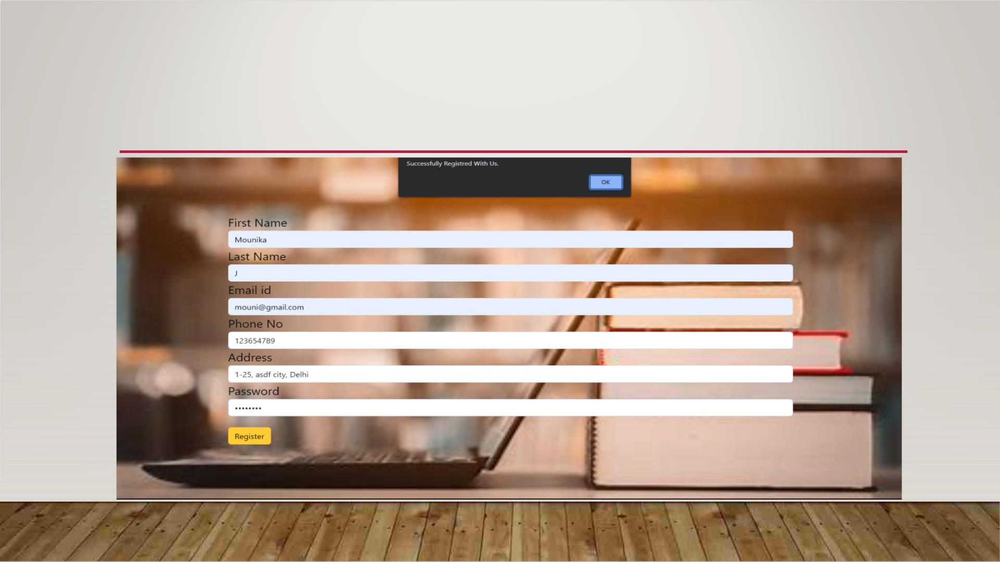 Successfully Registred With Us.
OK
First Name
Mounika
Last Name
J
Email id
mouni@gmail.com
Phone No
123654789
Address
1-25, asdf city, Delhi
Password
••••••••
Register